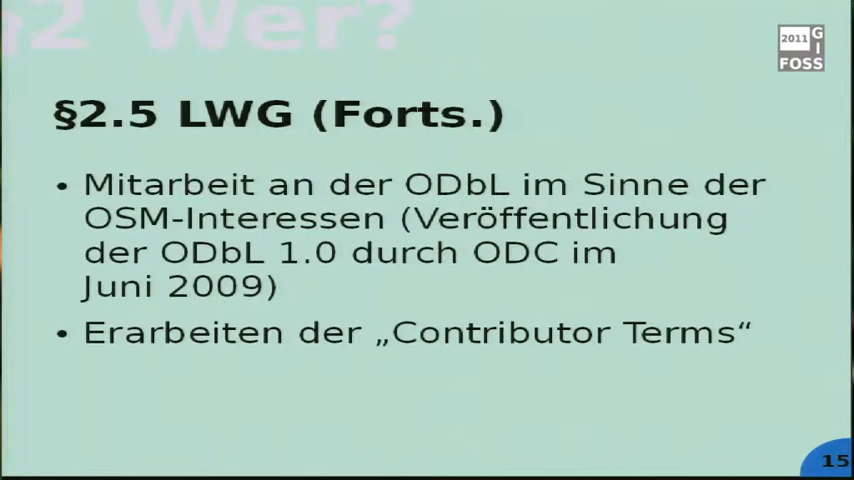 §2 Wer?
2011
G
I
FOSS
§2.5 LWG (Forts.)
• Mitarbeit an der ODbL im Sinne der
OSM-Interessen (Veröffentlichung
der ODbL 1.0 durch ODC im
Juni 2009)
• Erarbeiten der „Contributor Terms“
15